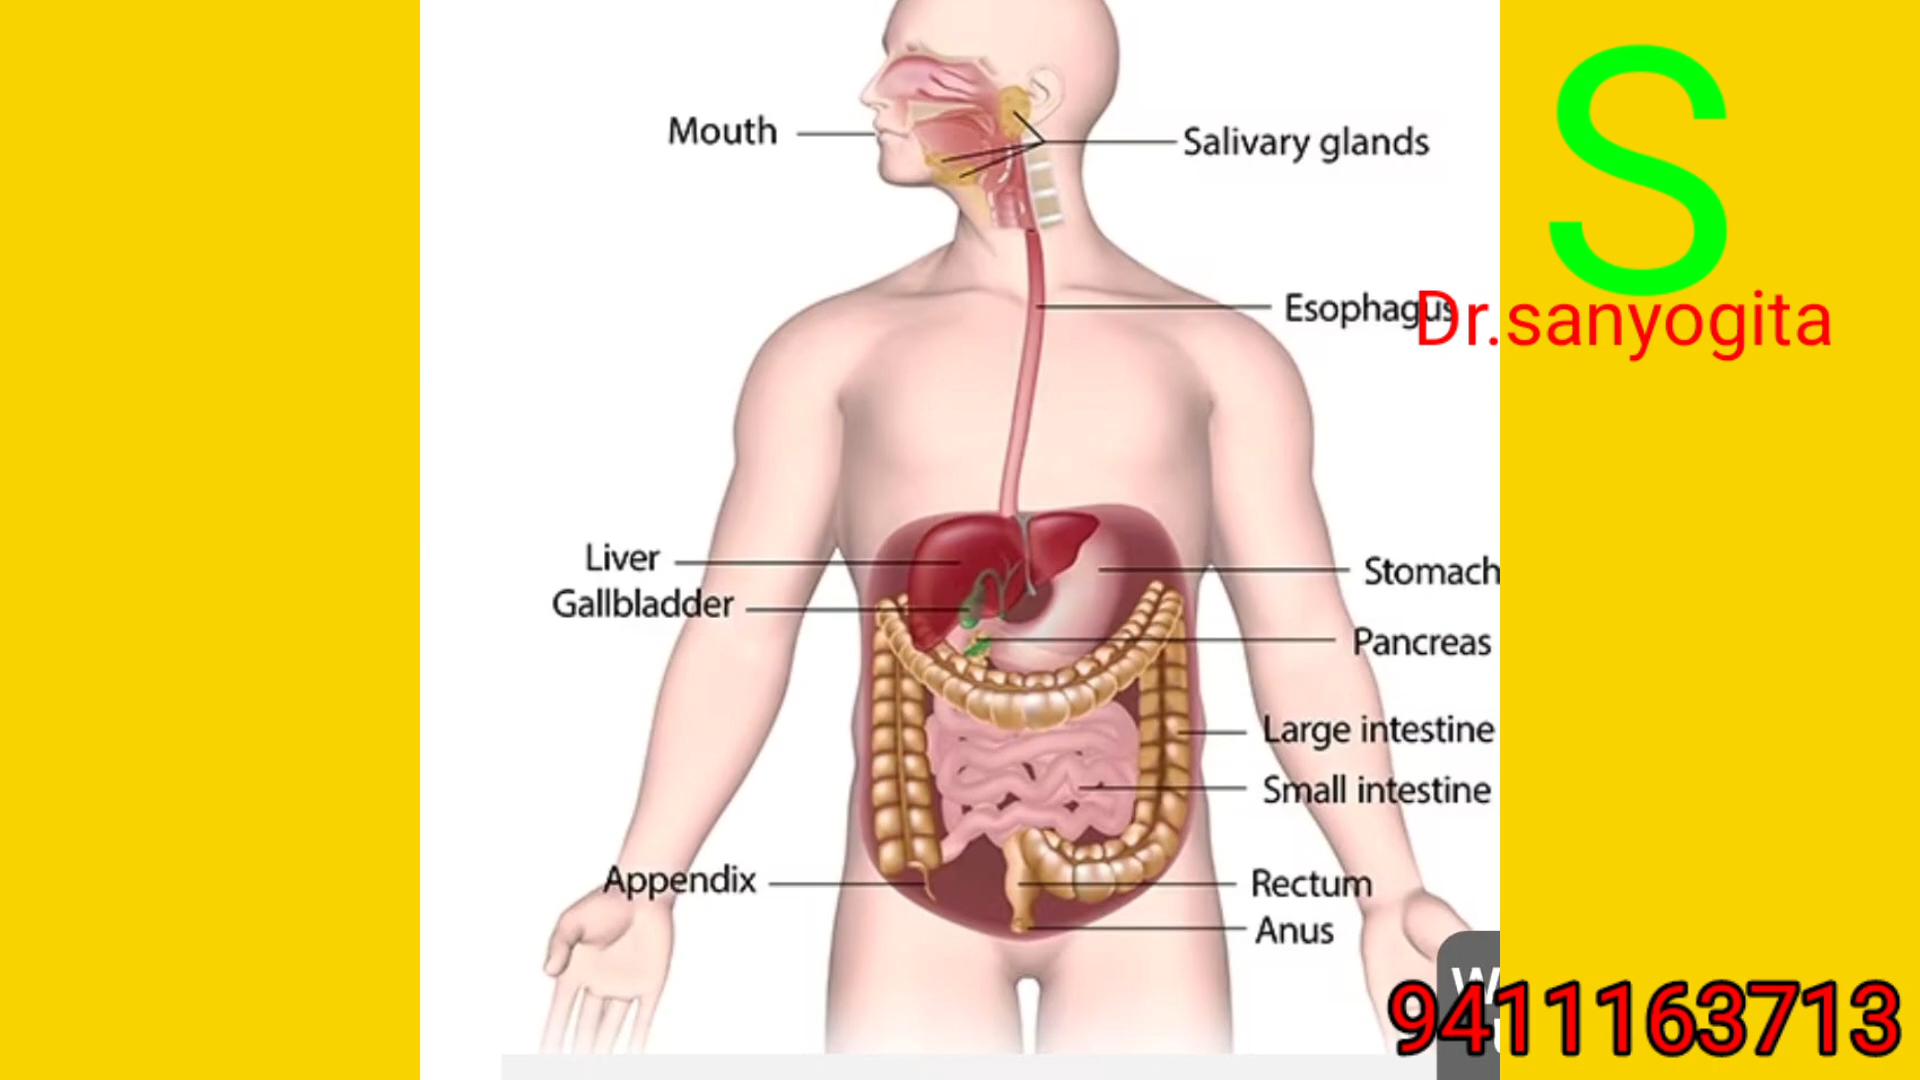 S
Mouth
Salivary glands
Esophagus
Dr.sanyogita
Liver
Stomach
Gallbladder
Pancreas
Large intestine
Small intestine
Appendix
Rectum
Anus
9411163713